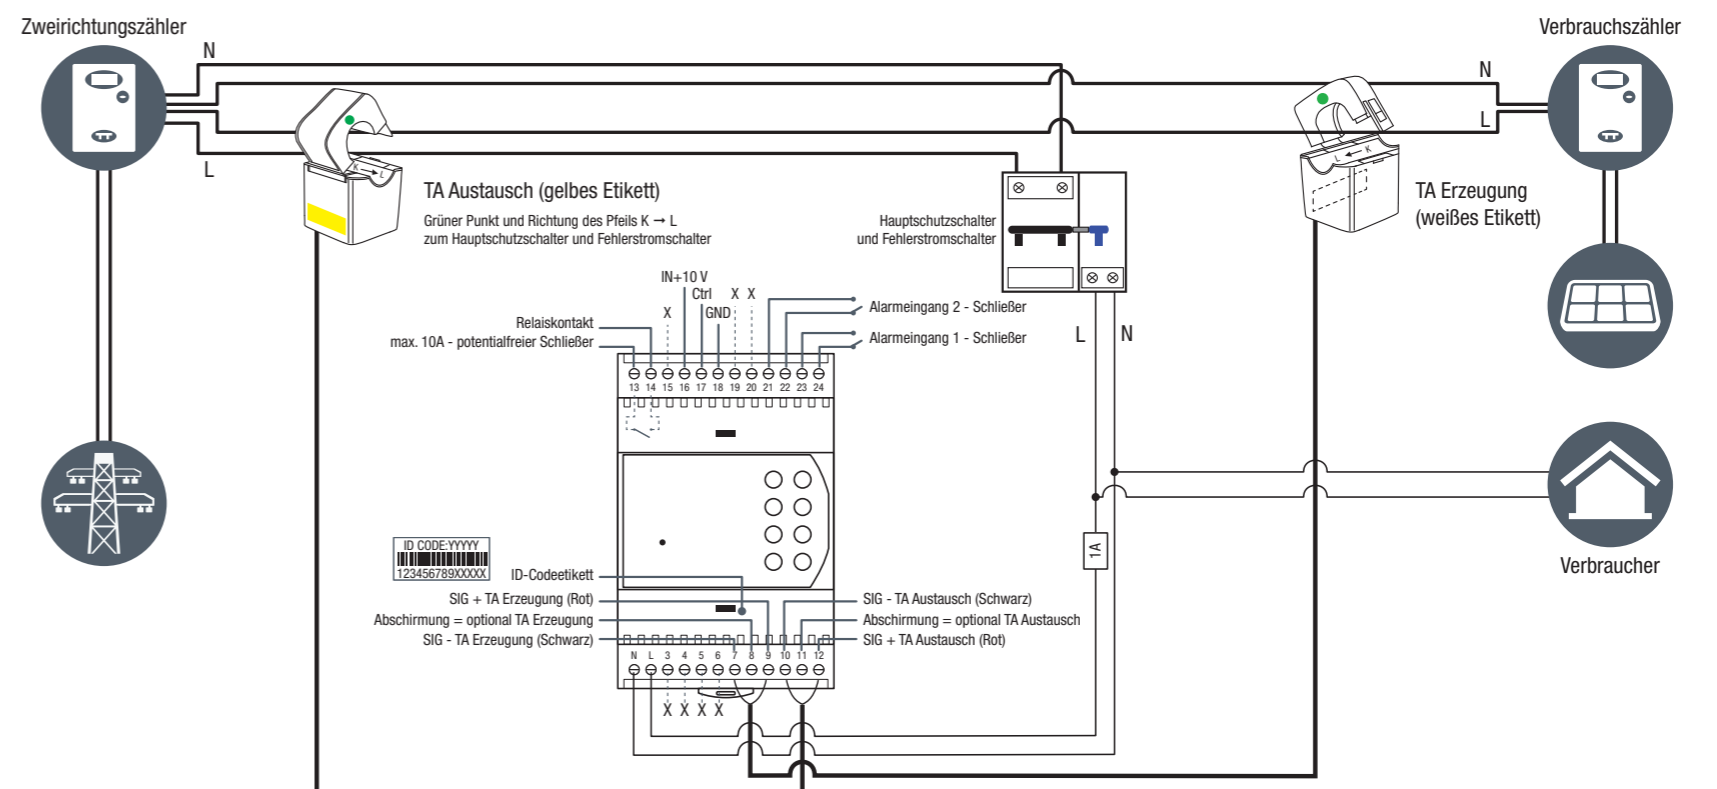 Zweirichtungszähler
Verbrauchszähler
N
N
L
L
K → L
L ← K
TA Austausch (gelbes Etikett)
Grüner Punkt und Richtung des Pfeils K → L
zum Hauptschutzschalter und Fehlerstromschalter
Hauptschutzschalter
und Fehlerstromschalter
TA Erzeugung
(weißes Etikett)
IN+10 V
Ctrl
X X
X
GND
Relaiskontakt
max. 10A - potentialfreier Schließer
Alarmeingang 2 - Schließer
Alarmeingang 1 - Schließer
L N
13 14 15 16 17 18 19 20 21 22 23 24
1A
ID CODE:YYYYY
123456789XXXXX
ID-Codeetikett
SIG + TA Erzeugung (Rot)
Abschirmung = optional TA Erzeugung
SIG - TA Erzeugung (Schwarz)
SIG - TA Austausch (Schwarz)
Abschirmung = optional TA Austausch
SIG + TA Austausch (Rot)
Verbraucher
N L 3 4 5 6 7 8 9 10 11 12
X X X X